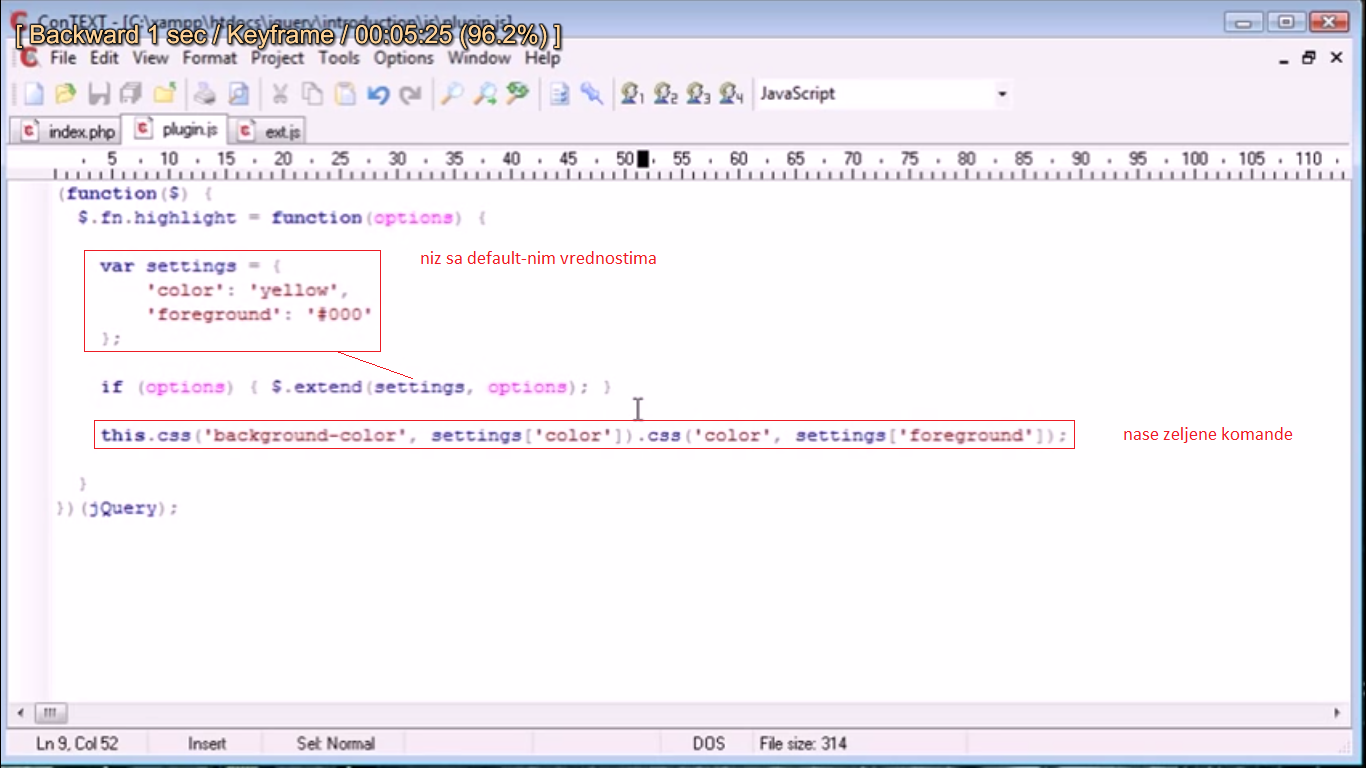 ConTEXT - [C:\xampp\htdocs\jquery\introduction\js\plugin.js]
[ Backward 1 sec / Keyframe / 00:05:25 (96.2%) ]
File Edit View Format Project Tools Options Window Help
1 2 3 4 JavaScript
index.php plugin.js ext.js
5 10 15 20 25 30 35 40 45 50 55 60 65 70 75 80 85 90 95 100 105 110
(function($) {
$.fn.highlight = function(options) {
niz sa default-nim vrednostima
var settings = {
'color': 'yellow',
'foreground': '#000'
};
if (options) { $.extend(settings, options); }
this.css('background-color', settings['color']).css('color', settings['foreground']);
nase zeljene komande
}
})(jQuery);
Ln 9, Col 52 Insert Sel: Normal DOS File size: 314